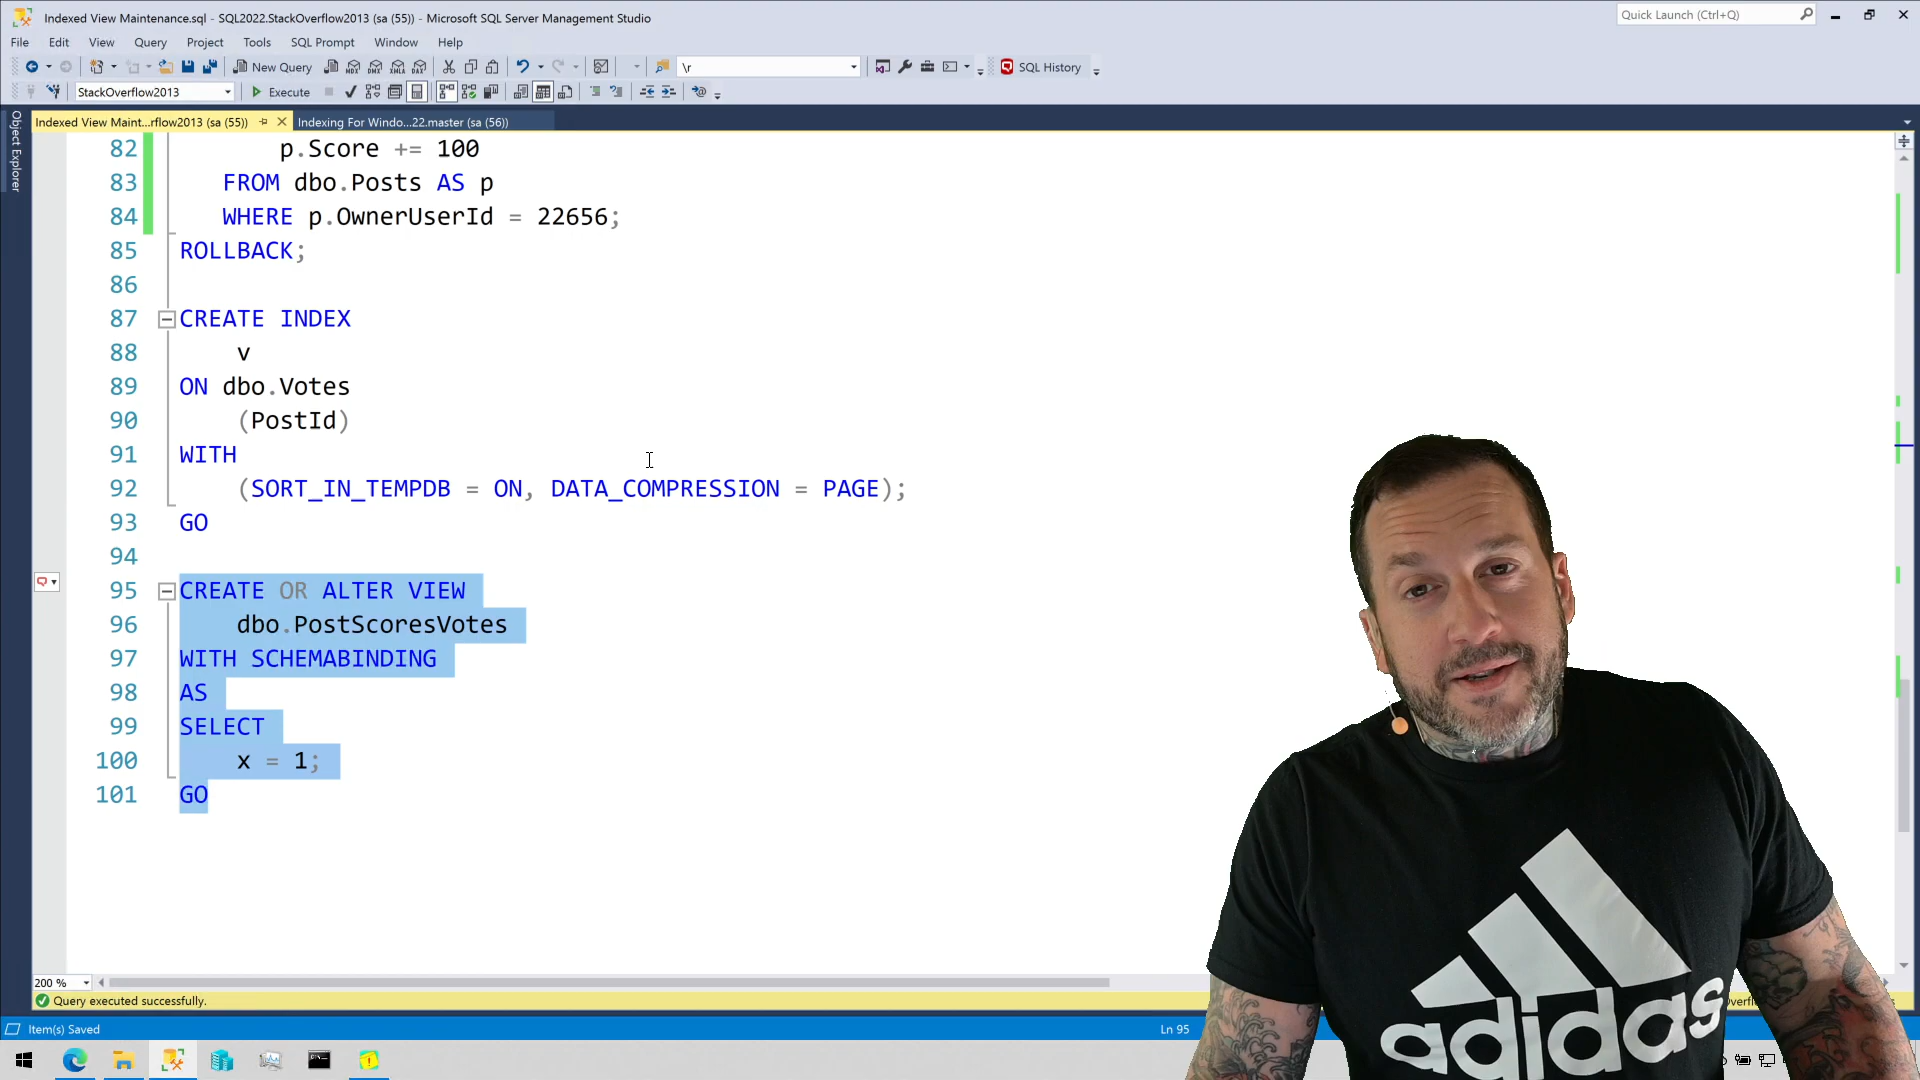 Indexed View Maintenance.sql - SQL2022.StackOverflow2013 (sa (55)) - Microsoft SQL Server Management Studio
Quick Launch (Ctrl+Q)
File Edit View Query Project Tools SQL Prompt Window Help
New Query
MDX DMX XMLA DAX
\r
SQL History
StackOverflow2013
Execute
Object Explorer
Indexed View Maint...rflow2013 (sa (55))
Indexing For Windo...22.master (sa (56))
82 p.Score += 100
83 FROM dbo.Posts AS p
84 WHERE p.OwnerUserId = 22656;
85 ROLLBACK;
86
87 CREATE INDEX
88 v
89 ON dbo.Votes
90 (PostId)
91 WITH
92 (SORT_IN_TEMPDB = ON, DATA_COMPRESSION = PAGE);
93 GO
94
95 CREATE OR ALTER VIEW
96 dbo.PostScoresVotes
97 WITH SCHEMABINDING
98 AS
99 SELECT
100 x = 1;
101 GO
200 %
Query executed successfully.
Item(s) Saved
Ln 95
adidas